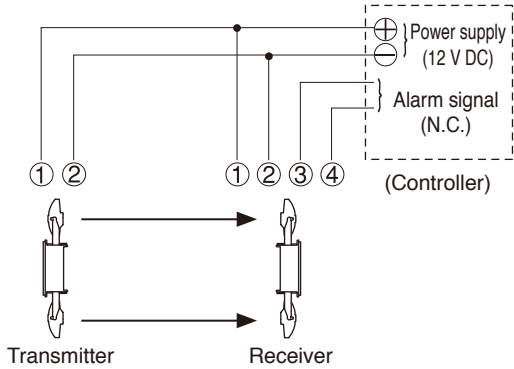 ⊕ Power supply
⊖ (12 V DC)
Alarm signal
(N.C.)
① ② ① ② ③ ④
(Controller)
Transmitter Receiver